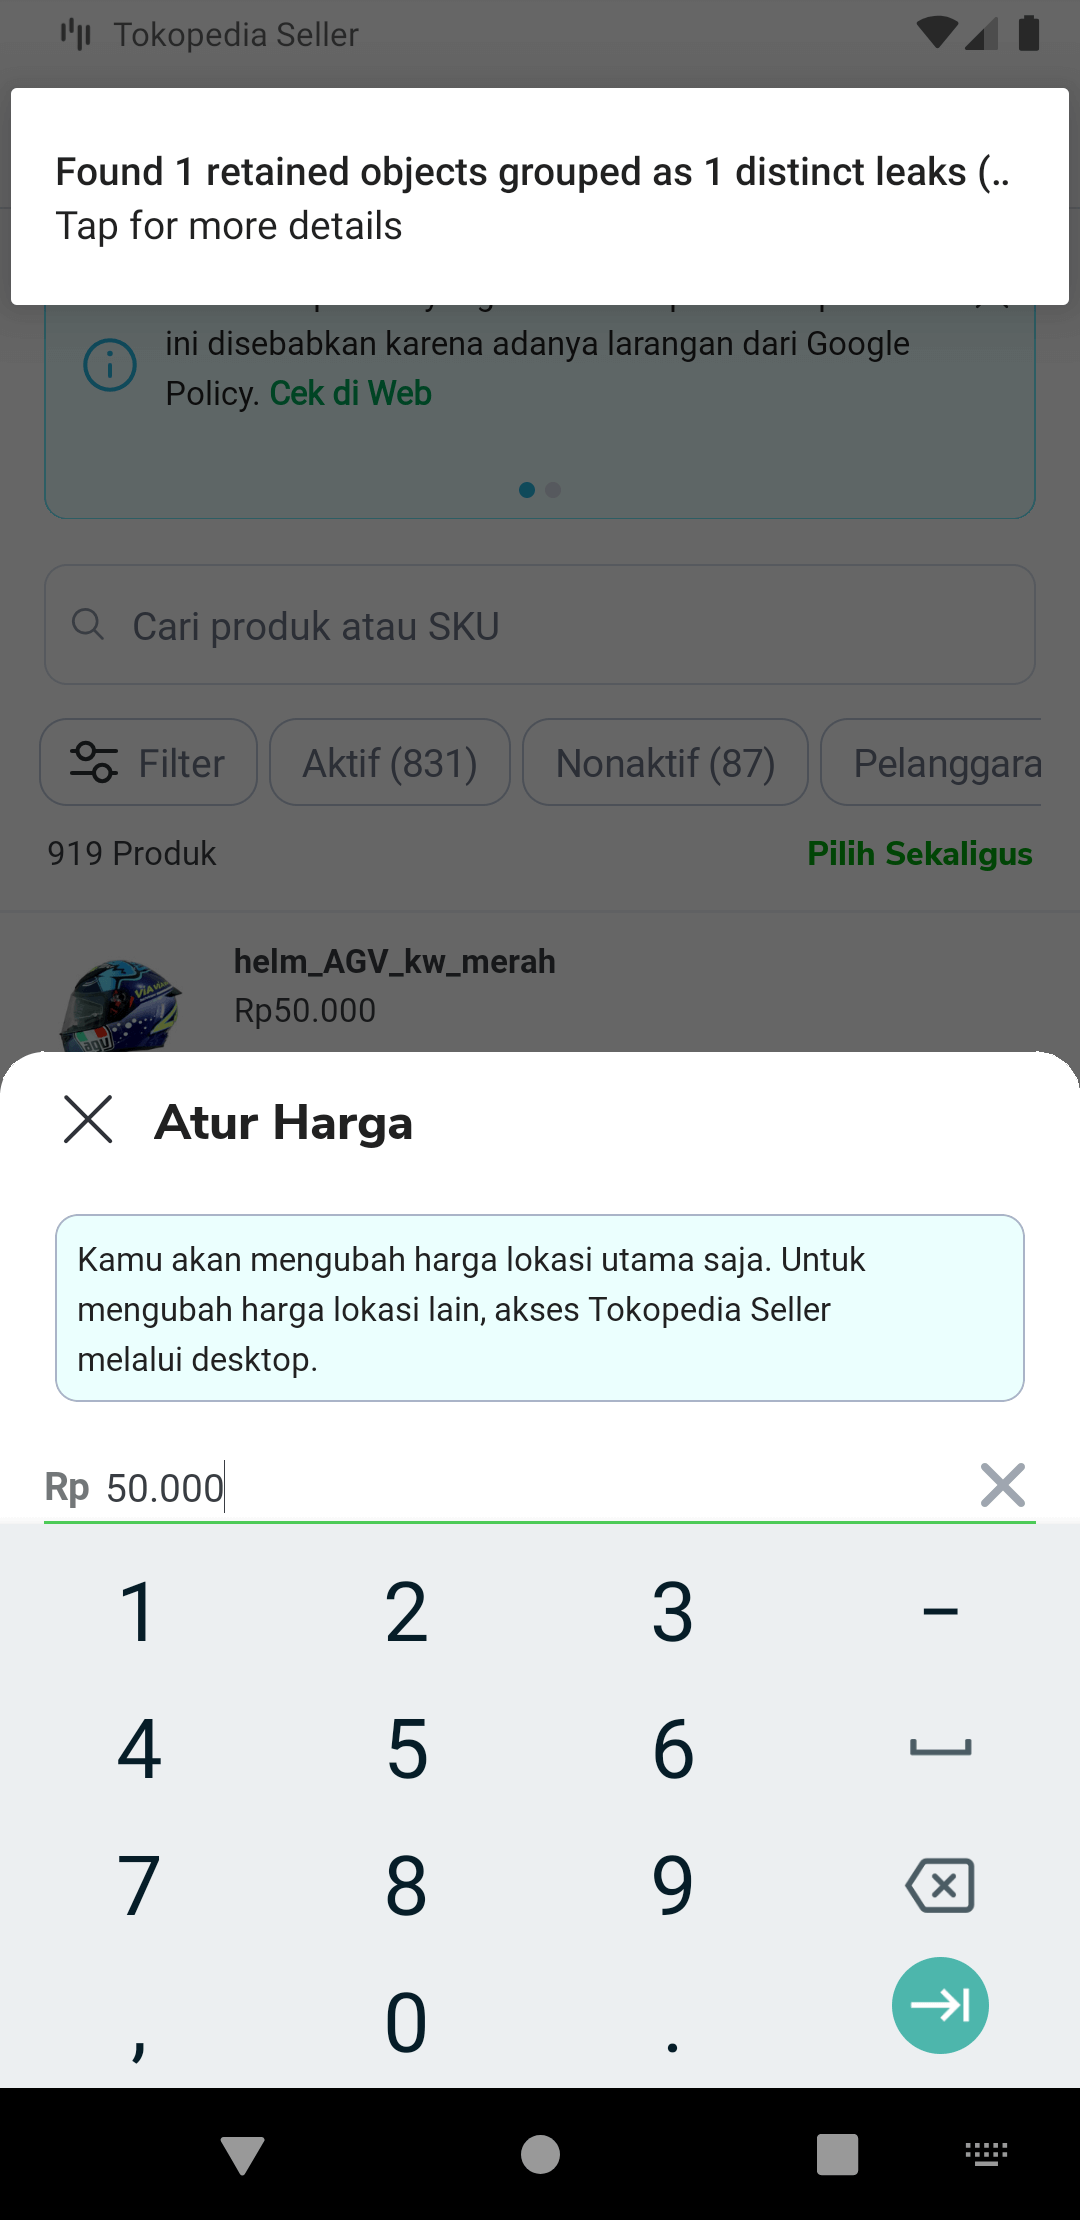 Tokopedia Seller
Found 1 retained objects grouped as 1 distinct leaks (..
Tap for more details
ini disebabkan karena adanya larangan dari Google
Policy. Cek di Web
Cari produk atau SKU
Filter
Aktif (831)
Nonaktif (87)
Pelanggara
919 Produk
Pilih Sekaligus
helm_AGV_kw_merah
Rp50.000
agv
Atur Harga
Kamu akan mengubah harga lokasi utama saja. Untuk
mengubah harga lokasi lain, akses Tokopedia Seller
melalui desktop.
Rp 50.000
1 2 3 −
4 5 6
7 8 9
, 0 .